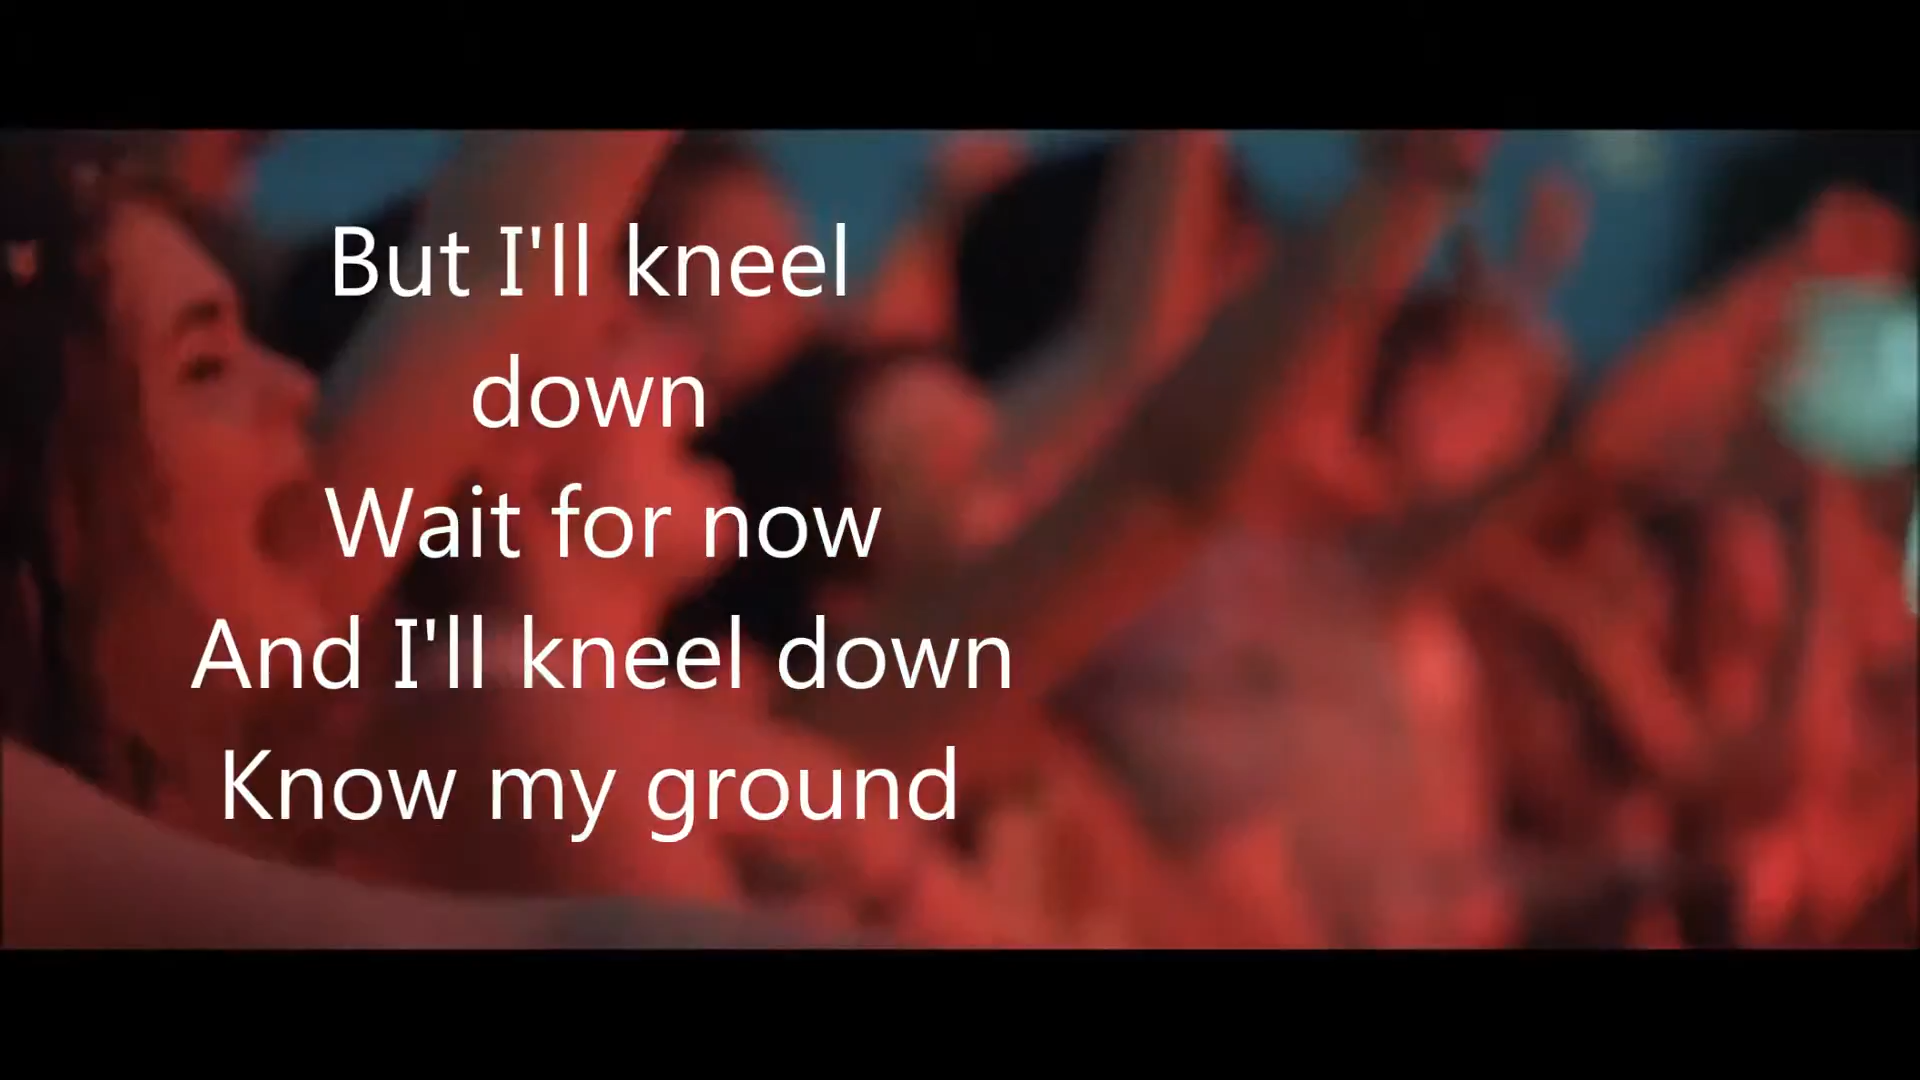 But I'll kneel
down
Wait for now
And I'll kneel down
Know my ground